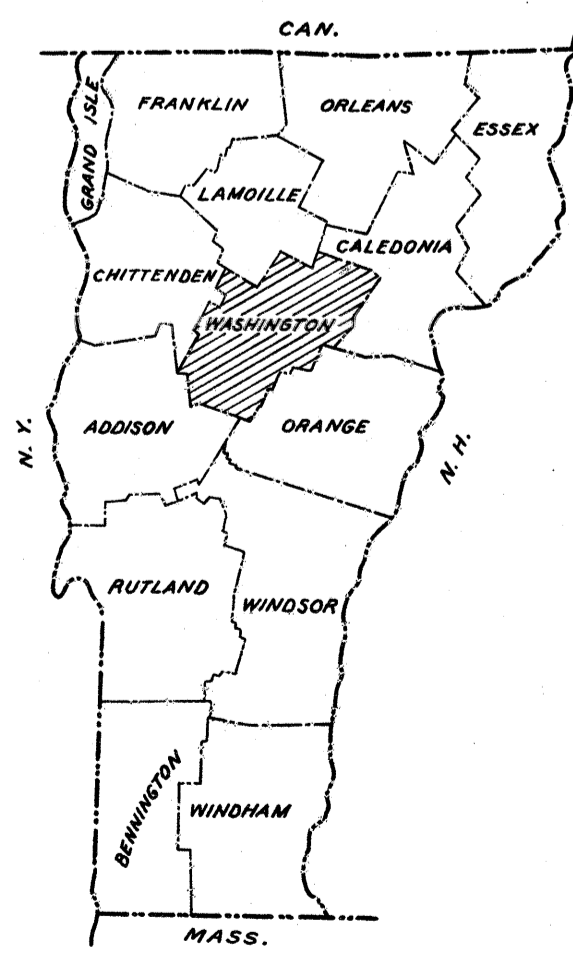 CAN.
GRAND ISLE
FRANKLIN
ORLEANS
ESSEX
LAMOILLE
CALEDONIA
CHITTENDEN
WASHINGTON
N. Y.
ADDISON
ORANGE
N. H.
RUTLAND
WINDSOR
BENNINGTON
WINDHAM
MASS.